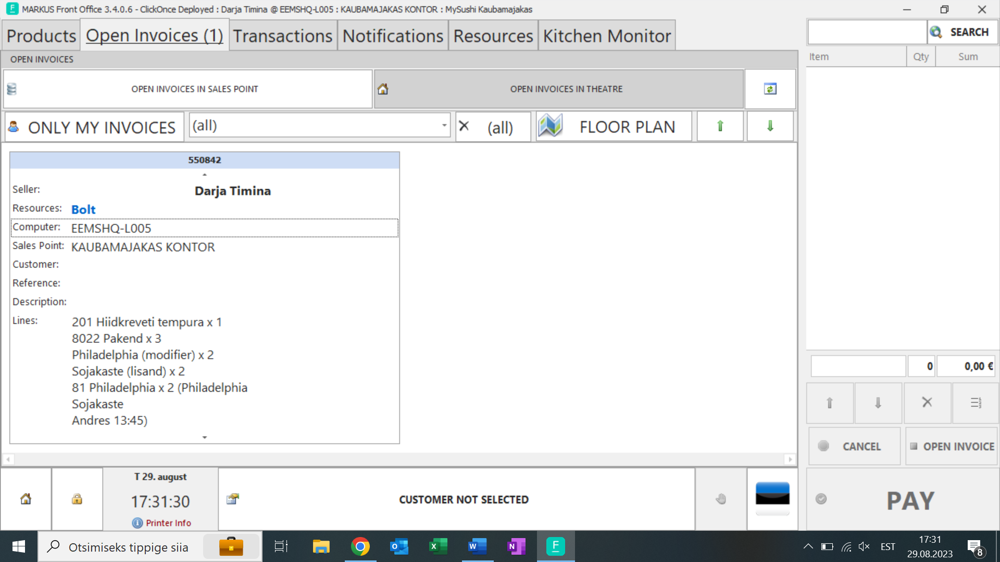 MARKUS Front Office 3.4.0.6 - ClickOnce Deployed : Darja Timina @ EEMSHQ-L005 : KAUBAMAJAKAS KONTOR : MySushi Kaubamajakas
Products Open Invoices (1) Transactions Notifications Resources Kitchen Monitor
SEARCH
OPEN INVOICES
Item Qty Sum
OPEN INVOICES IN SALES POINT OPEN INVOICES IN THEATRE
ONLY MY INVOICES (all) (all) FLOOR PLAN
550842
Seller: Darja Timina
Resources: Bolt
Computer: EEMSHQ-L005
Sales Point: KAUBAMAJAKAS KONTOR
Customer:
Reference:
Description:
Lines: 201 Hiidkreveti tempura x 1
8022 Pakend x 3
Philadelphia (modifier) x 2
Sojakaste (lisand) x 2
81 Philadelphia x 2 (Philadelphia
Sojakaste
Andres 13:45)
0 0,00 €
CANCEL OPEN INVOICE
T 29. august
17:31:30
Printer Info
CUSTOMER NOT SELECTED
PAY
Otsimiseks tippige siia
EST
17:31
29.08.2023
8